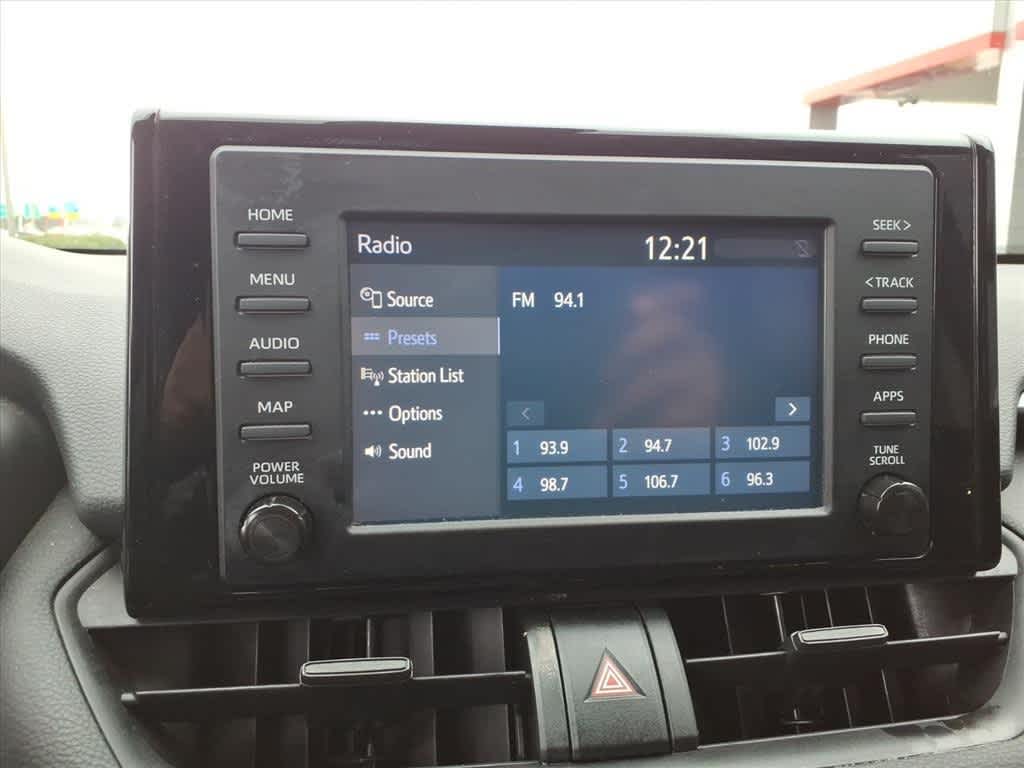 HOME
MENU
AUDIO
MAP
POWER
VOLUME
Radio
12:21
Source
Presets
Station List
Options
Sound
FM 94.1
<
>
1 93.9 2 94.7 3 102.9
4 98.7 5 106.7 6 96.3
SEEK >
< TRACK
PHONE
APPS
TUNE
SCROLL